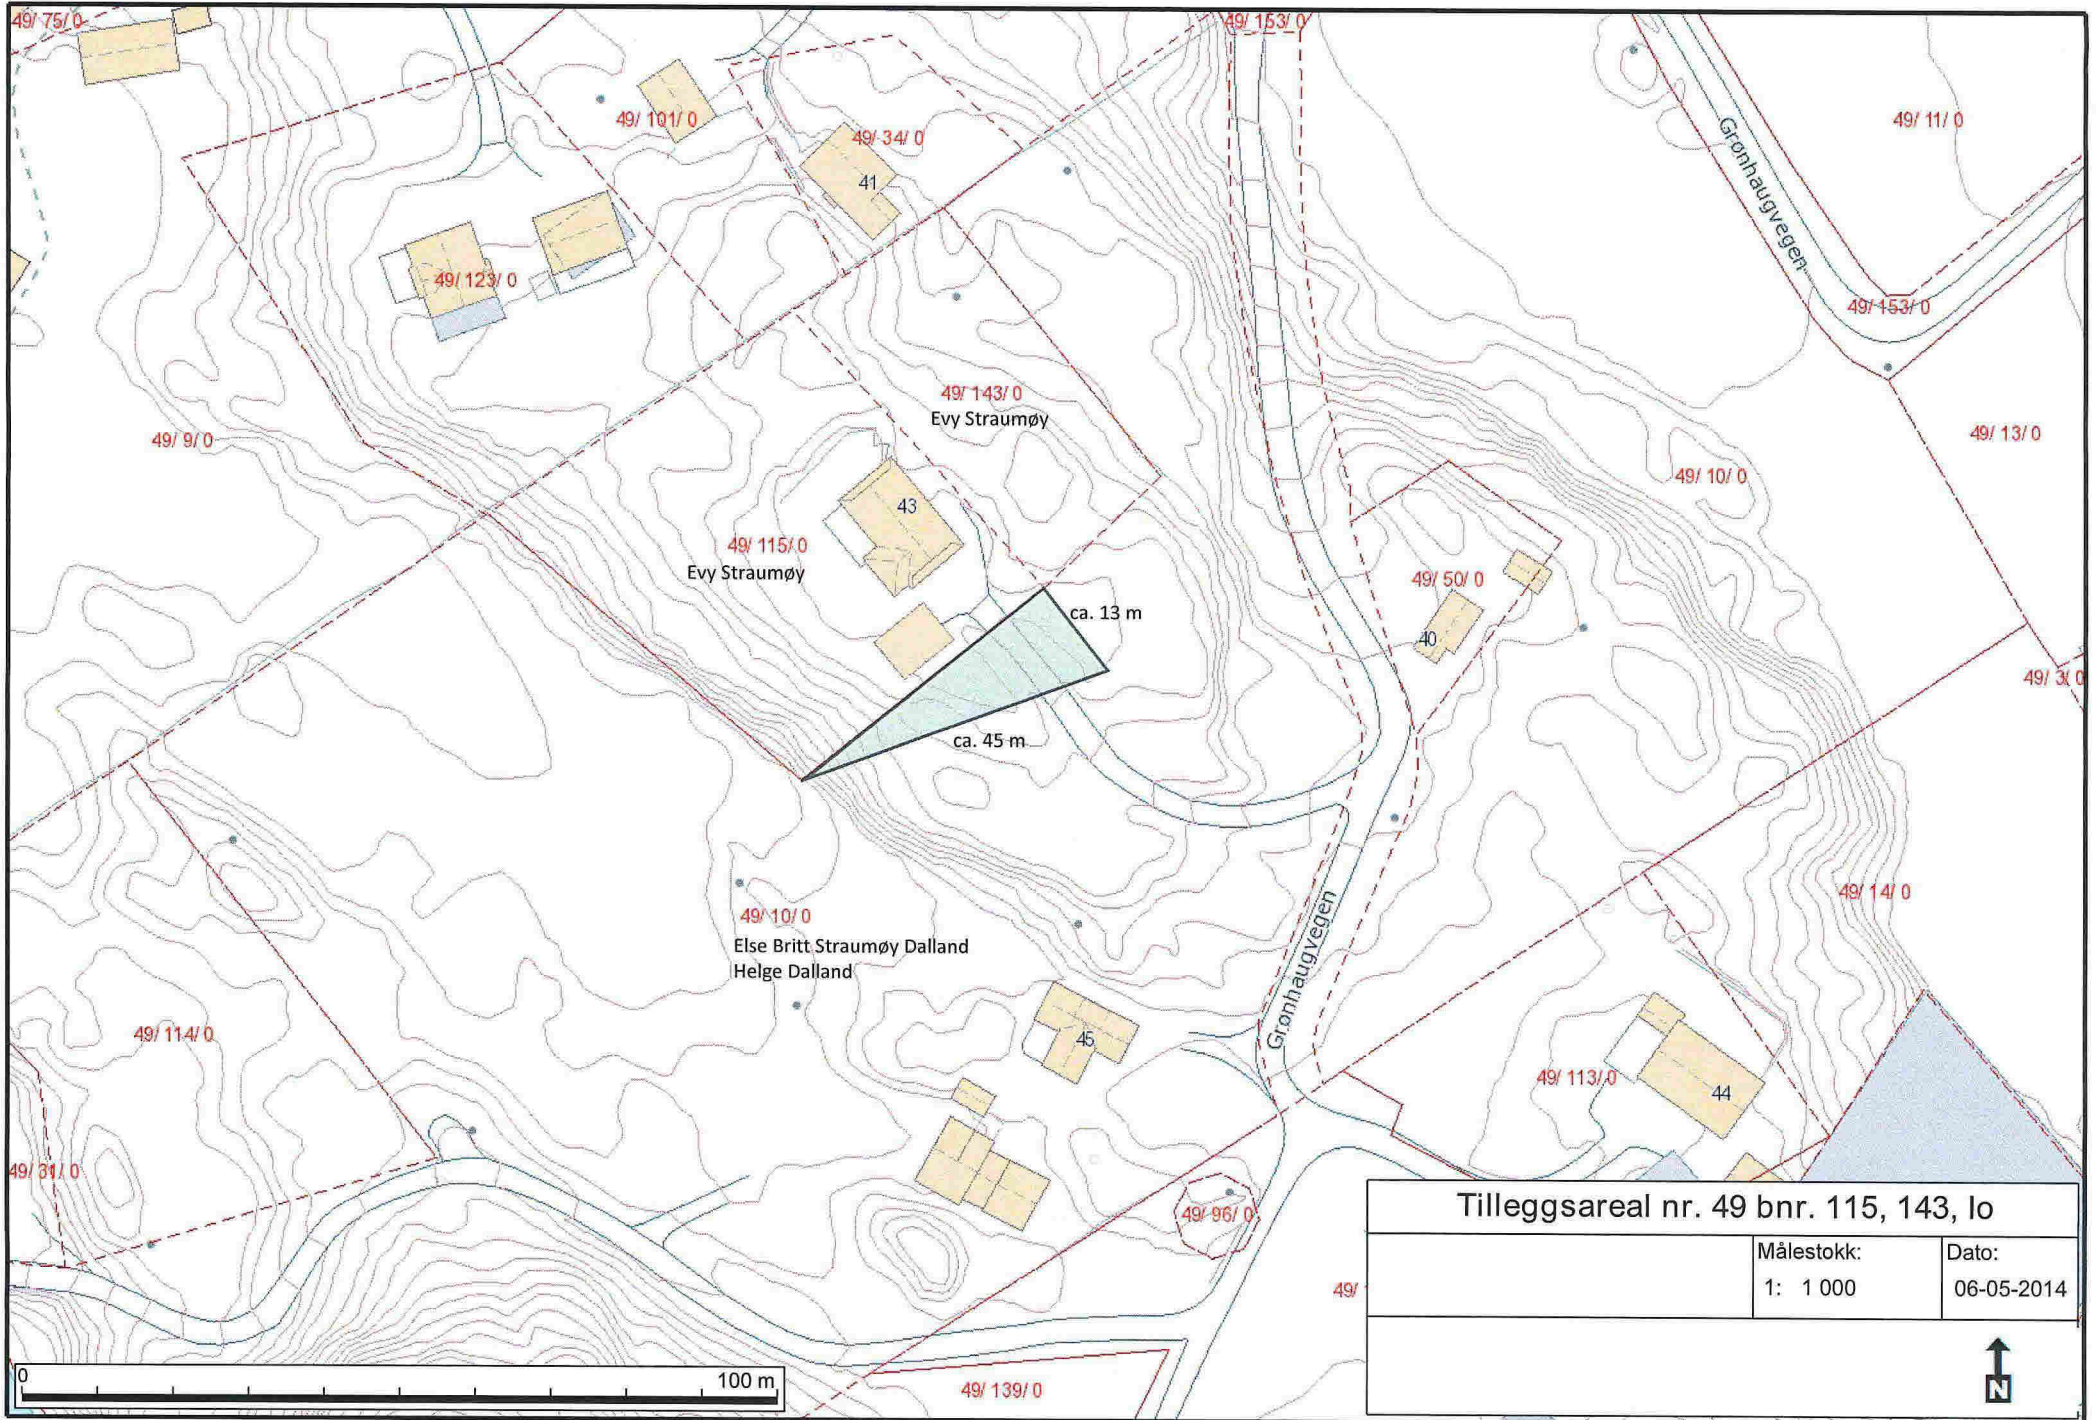 49/ 75/ 0
49/ 153/ 0
49/ 101/ 0
49/ 34/ 0
41
Grønhaugvegen
49/ 11/ 0
49/ 123/ 0
49/ 153/ 0
49/ 143/ 0
Evy Straumøy
49/ 9/ 0
49/ 13/ 0
49/ 10/ 0
43
49/ 115/ 0
Evy Straumøy
49/ 50/ 0
40
ca. 13 m
49/ 3/ 0
ca. 45 m
49/ 14/ 0
49/ 10/ 0
Else Britt Straumøy Dalland
Helge Dalland
Grønhaugvegen
49/ 114/ 0
45
49/ 113/ 0
44
49/ 31/ 0
49/ 96/ 0
49/
49/ 139/ 0
0
100 m
Tilleggsareal nr. 49 bnr. 115, 143, lo
Målestokk:
1: 1 000
Dato:
06-05-2014
N